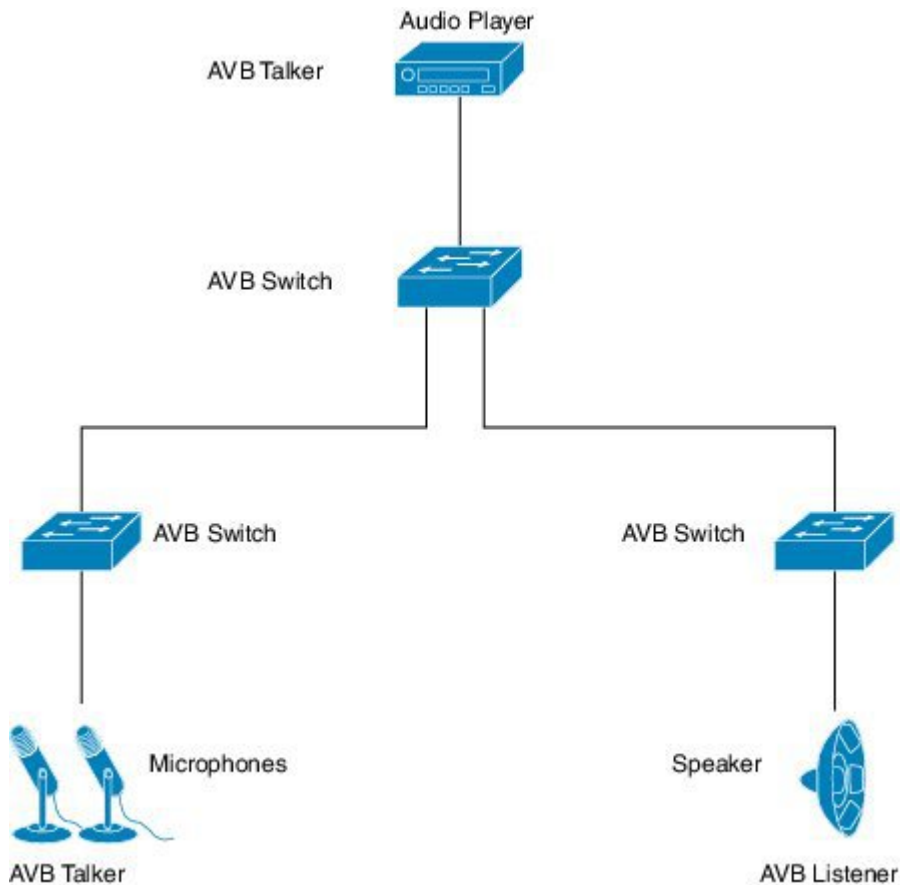 Audio Player
AVB Talker
AVB Switch
AVB Switch
AVB Switch
Microphones
Speaker
AVB Talker
AVB Listener